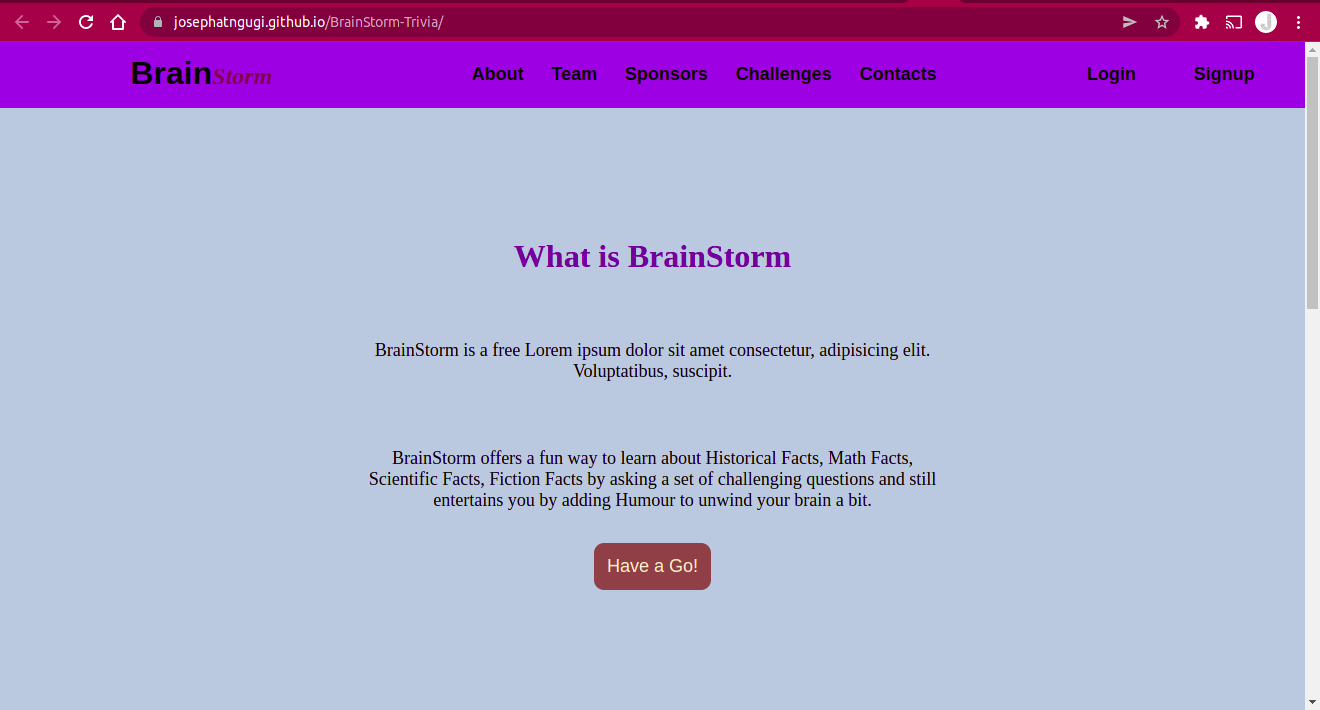 josephatngugi.github.io/BrainStorm-Trivia/
J
BrainStorm About Team Sponsors Challenges Contacts Login Signup
What is BrainStorm
BrainStorm is a free Lorem ipsum dolor sit amet consectetur, adipisicing elit.
Voluptatibus, suscipit.
BrainStorm offers a fun way to learn about Historical Facts, Math Facts,
Scientific Facts, Fiction Facts by asking a set of challenging questions and still
entertains you by adding Humour to unwind your brain a bit.
Have a Go!